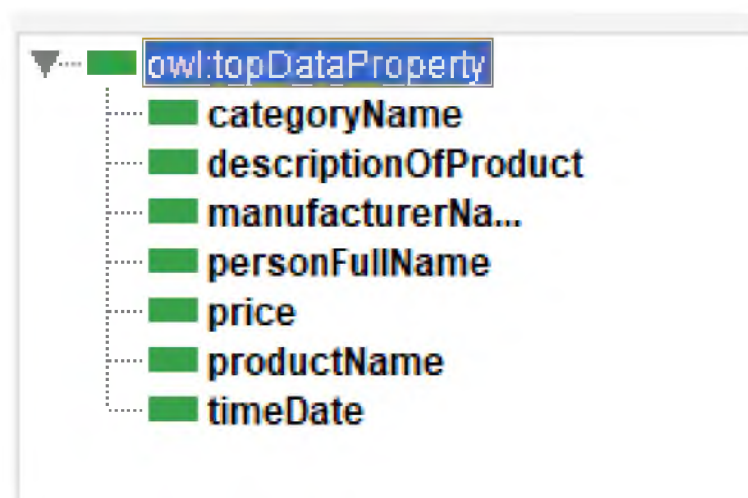 owl:topDataProperty
categoryName
descriptionOfProduct
manufacturerNa...
personFullName
price
productName
timeDate